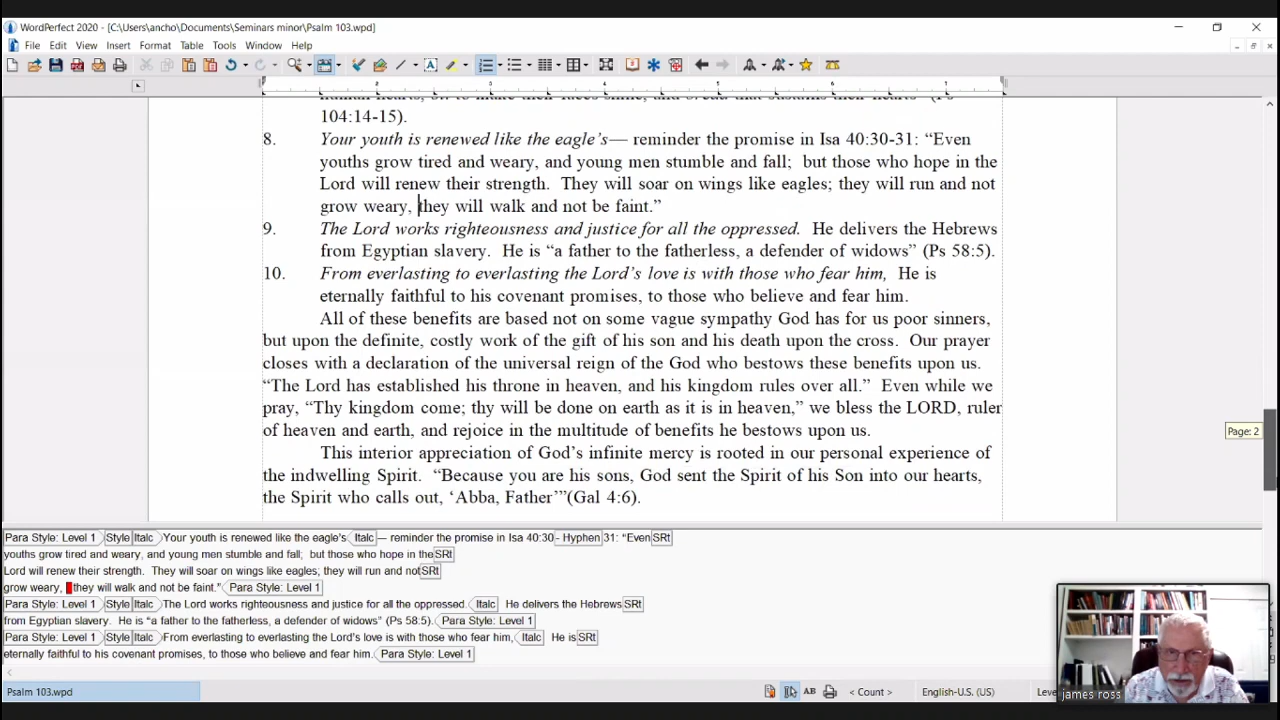 WordPerfect 2020 - [C:\Users\ancho\Documents\Seminars minor\Psalm 103.wpd]
File Edit View Insert Format Table Tools Window Help
104:14-15).
8. Your youth is renewed like the eagle's— reminder the promise in Isa 40:30-31: “Even
youths grow tired and weary, and young men stumble and fall; but those who hope in the
Lord will renew their strength. They will soar on wings like eagles; they will run and not
grow weary, they will walk and not be faint.”
9. The Lord works righteousness and justice for all the oppressed. He delivers the Hebrews
from Egyptian slavery. He is “a father to the fatherless, a defender of widows” (Ps 58:5).
10. From everlasting to everlasting the Lord’s love is with those who fear him, He is
eternally faithful to his covenant promises, to those who believe and fear him.
All of these benefits are based not on some vague sympathy God has for us poor sinners,
but upon the definite, costly work of the gift of his son and his death upon the cross. Our prayer
closes with a declaration of the universal reign of the God who bestows these benefits upon us.
“The Lord has established his throne in heaven, and his kingdom rules over all.” Even while we
pray, “Thy kingdom come; thy will be done on earth as it is in heaven,” we bless the LORD, ruler
of heaven and earth, and rejoice in the multitude of benefits he bestows upon us.
Page: 2
This interior appreciation of God’s infinite mercy is rooted in our personal experience of
the indwelling Spirit. “Because you are his sons, God sent the Spirit of his Son into our hearts,
the Spirit who calls out, ‘Abba, Father’”(Gal 4:6).
Para Style: Level 1 Style Italc Your youth is renewed like the eagle's Italc — reminder the promise in Isa 40:30 - Hyphen 31: “Even SRt
youths grow tired and weary, and young men stumble and fall; but those who hope in the SRt
Lord will renew their strength. They will soar on wings like eagles; they will run and not SRt
grow weary, they will walk and not be faint.” Para Style: Level 1
Para Style: Level 1 Style Italc The Lord works righteousness and justice for all the oppressed. Italc He delivers the Hebrews SRt
from Egyptian slavery. He is “a father to the fatherless, a defender of widows” (Ps 58:5). Para Style: Level 1
Para Style: Level 1 Style Italc From everlasting to everlasting the Lord’s love is with those who fear him, Italc He is SRt
eternally faithful to his covenant promises, to those who believe and fear him. Para Style: Level 1
Psalm 103.wpd AB < Count > English-U.S. (US)
james ross